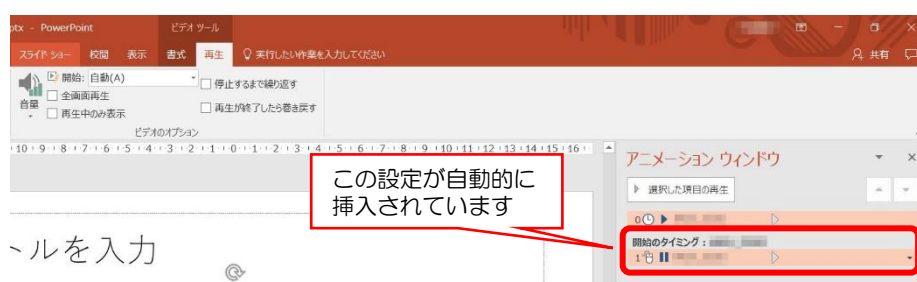 ptx - PowerPoint
ビデオ ツール
スライド ショー 校閲 表示 書式 再生 実行したい作業を入力してください
共有
音量
開始: 自動(A)
全画面再生
再生中のみ表示
停止するまで繰り返す
再生が終了したら巻き戻す
ビデオのオプション
10 9 8 7 6 5 4 3 2 1 0 1 2 3 4 5 6 7 8 9 10 11 12 13 14 15 16
この設定が自動的に
挿入されています
アニメーション ウィンドウ
選択した項目の再生
0
開始のタイミング :
1
トルを入力